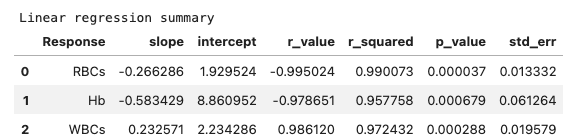 Linear regression summary
Response slope intercept r_value r_squared p_value std_err
0 RBCs -0.266286 1.929524 -0.995024 0.990073 0.000037 0.013332
1 Hb -0.583429 8.860952 -0.978651 0.957758 0.000679 0.061264
2 WBCs 0.232571 2.234286 0.986120 0.972432 0.000288 0.019579